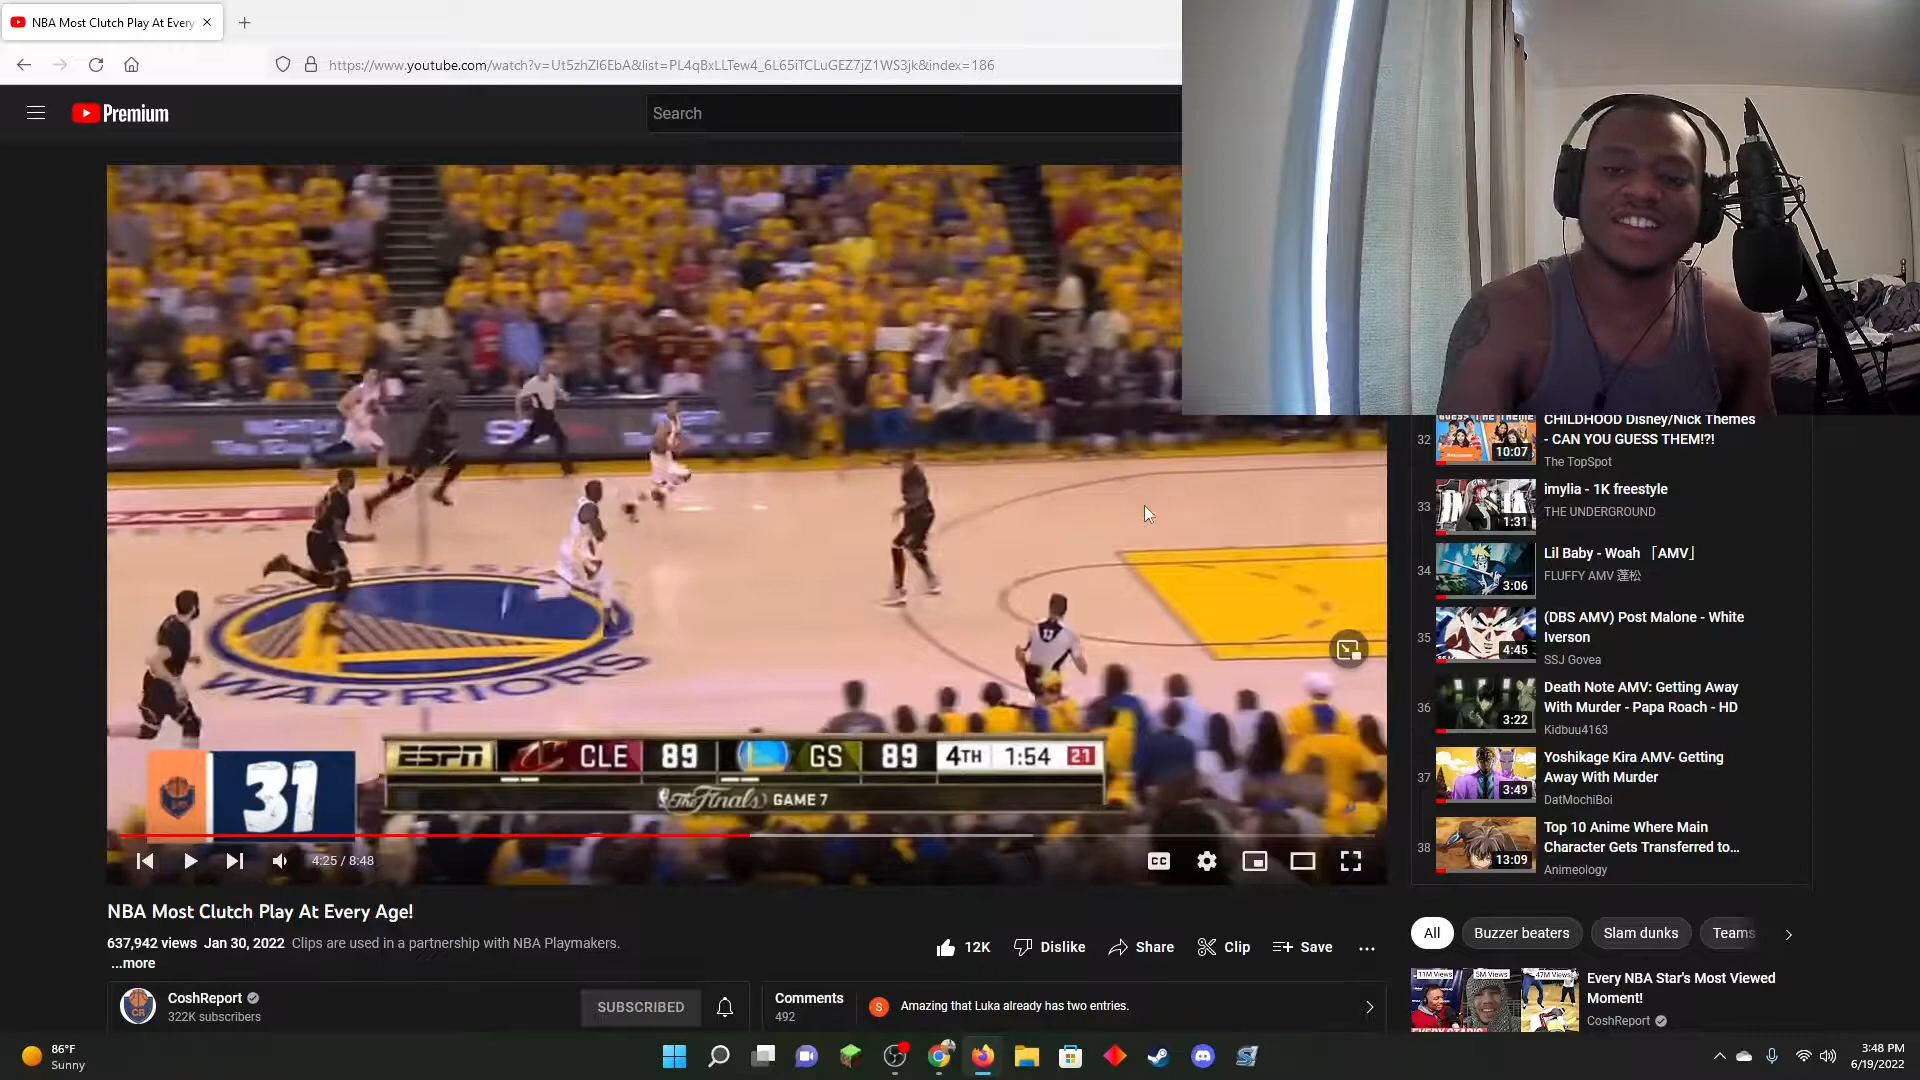 NBA Most Clutch Play At Every
https://www.youtube.com/watch?v=Ut5zhZl6EbA&list=PL4qBxLLTew4_6L65iTCLuGEZ7jZ1WS3jk&index=186
Premium
Search
WARRIORS
31
ESPN CLE 89 GS 89 4TH 1:54 21
The Finals GAME 7
4:25 / 8:48
CC
NBA Most Clutch Play At Every Age!
637,942 views Jan 30, 2022 Clips are used in a partnership with NBA Playmakers.
...more
12K Dislike Share Clip Save
CoshReport
322K subscribers
SUBSCRIBED
Comments
492
S
Amazing that Luka already has two entries.
32
10:07
CHILDHOOD Disney/Nick Themes
- CAN YOU GUESS THEM!?!
The TopSpot
33
1:31
imylia - 1K freestyle
THE UNDERGROUND
34
3:06
Lil Baby - Woah 「AMV」
FLUFFY AMV 蓬松
35
4:45
(DBS AMV) Post Malone - White
Iverson
SSJ Govea
36
3:22
Death Note AMV: Getting Away
With Murder - Papa Roach - HD
Kidbuu4163
37
3:49
Yoshikage Kira AMV- Getting
Away With Murder
DatMochiBoi
38
13:09
Top 10 Anime Where Main
Character Gets Transferred to...
Animeology
All Buzzer beaters Slam dunks Teams
11M Views 5M Views 47M Views
Every NBA Star's Most Viewed
Moment!
CoshReport
86°F
Sunny
3:48 PM
6/19/2022